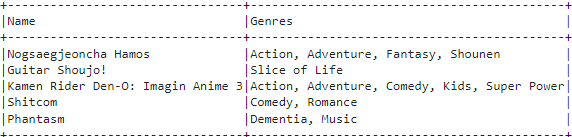 +------------------------------+----------------------------------------+
|Name                          |Genres                                  |
+------------------------------+----------------------------------------+
|Nogsaegjeoncha Hamos          |Action, Adventure, Fantasy, Shounen     |
|Guitar Shoujo!                |Slice of Life                           |
|Kamen Rider Den-O: Imagin Anime 3|Action, Adventure, Comedy, Kids, Super Power|
|Shitcom                       |Comedy, Romance                         |
|Phantasm                      |Dementia, Music                         |
+------------------------------+----------------------------------------+